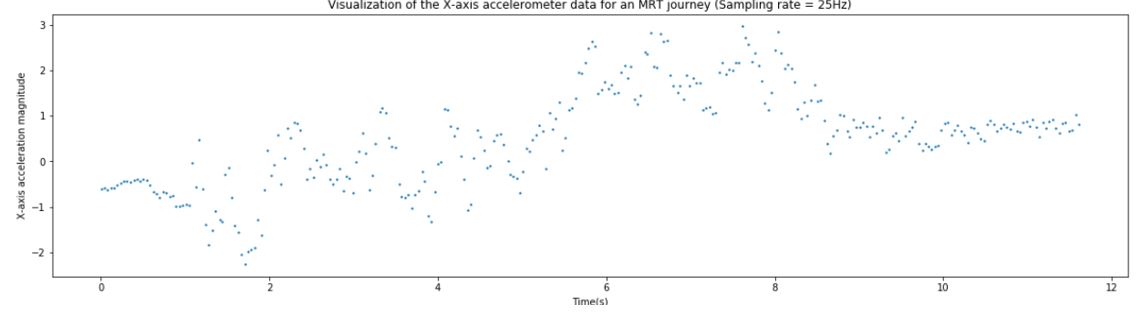 Visualization of the X-axis accelerometer data for an MRT journey (Sampling rate = 25Hz)
X-axis acceleration magnitude
3
2
1
0
−1
−2
0 2 4 6 8 10 12
Time(s)